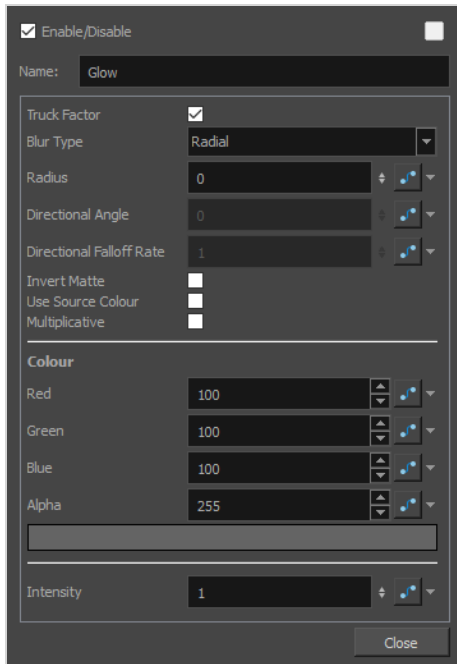 Enable/Disable
Name: Glow
Truck Factor
Blur Type Radial
Radius 0
Directional Angle 0
Directional Falloff Rate 1
Invert Matte
Use Source Colour
Multiplicative
Colour
Red 100
Green 100
Blue 100
Alpha 255
Intensity 1
Close